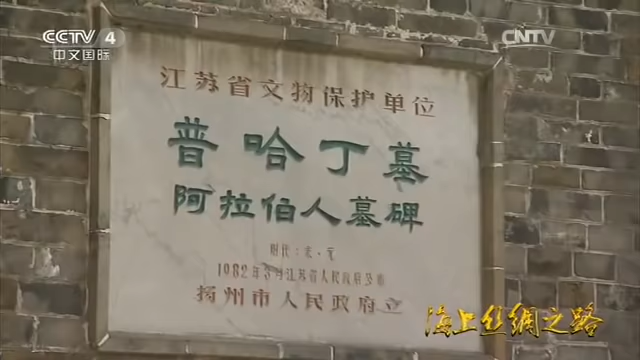 CCTV 4
中文国际
CNTV
江苏省文物保护单位
普哈丁墓
阿拉伯人墓碑
时代:宋·元
1982年3月江苏省人民政府公布
扬州市人民政府立
海上丝绸之路